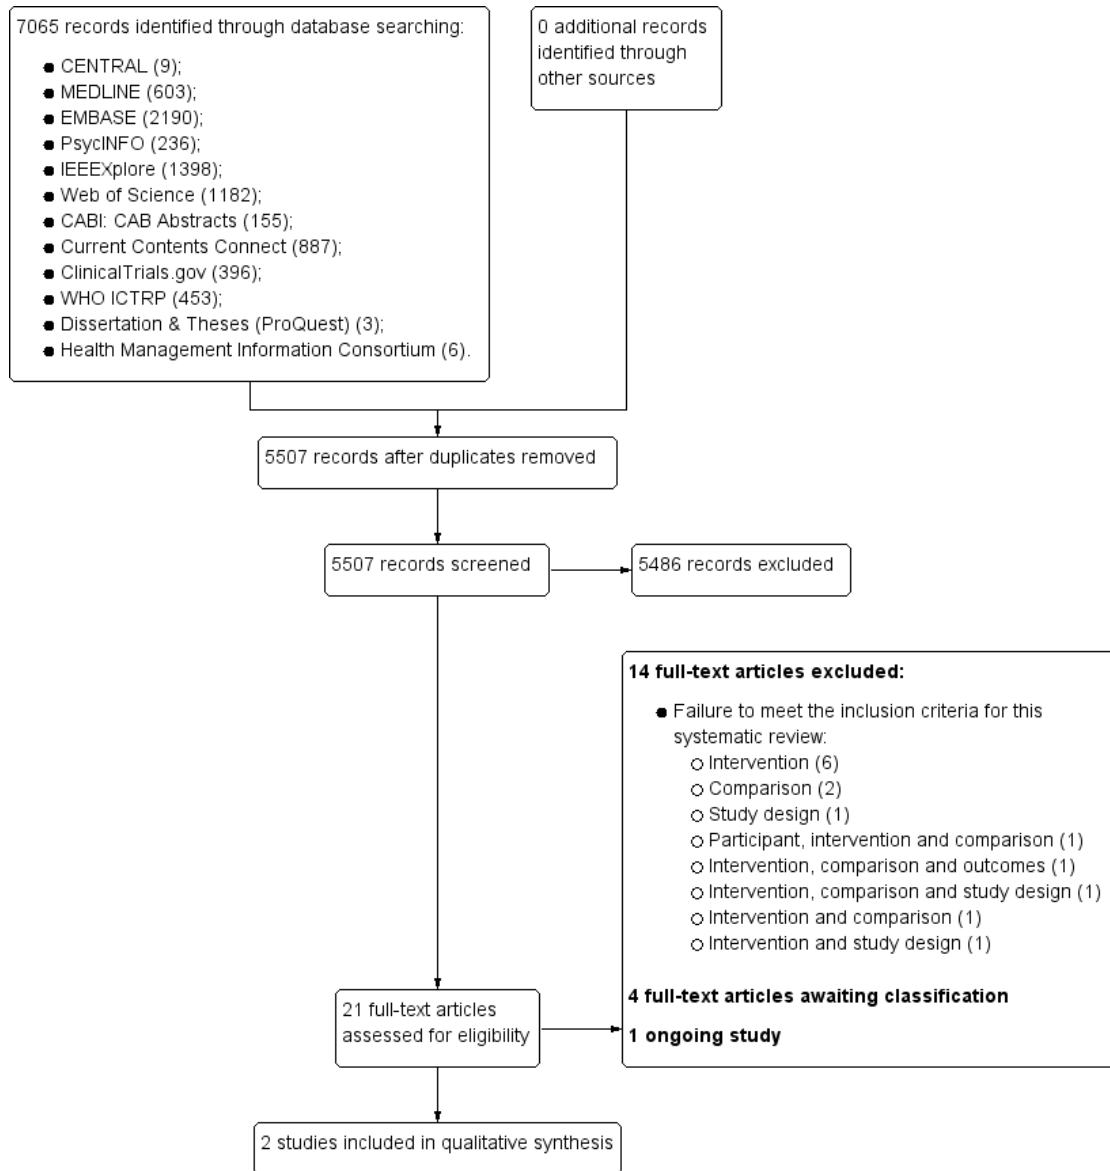 7065 records identified through database searching:
● CENTRAL (9);
● MEDLINE (603);
● EMBASE (2190);
● PsycINFO (236);
● IEEEXplore (1398);
● Web of Science (1182);
● CABI: CAB Abstracts (155);
● Current Contents Connect (887);
● ClinicalTrials.gov (396);
● WHO ICTRP (453);
● Dissertation & Theses (ProQuest) (3);
● Health Management Information Consortium (6).
0 additional records
identified through
other sources
5507 records after duplicates removed
5507 records screened
5486 records excluded
14 full-text articles excluded:
● Failure to meet the inclusion criteria for this
systematic review:
○ Intervention (6)
○ Comparison (2)
○ Study design (1)
○ Participant, intervention and comparison (1)
○ Intervention, comparison and outcomes (1)
○ Intervention, comparison and study design (1)
○ Intervention and comparison (1)
○ Intervention and study design (1)
4 full-text articles awaiting classification
1 ongoing study
21 full-text articles
assessed for eligibility
2 studies included in qualitative synthesis